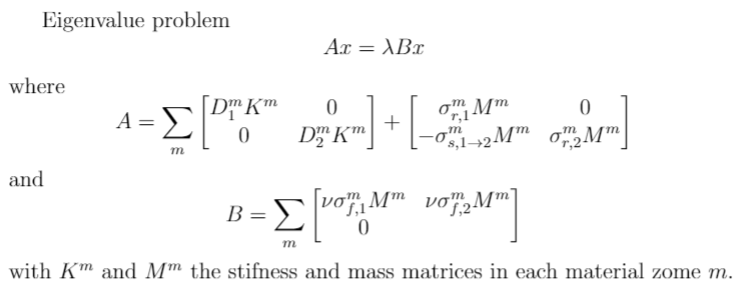 Eigenvalue problem
Ax = λBx
where
A = ∑_m [D_1^m K^m 0; 0 D_2^m K^m] + [σ_{r,1}^m M^m 0; −σ_{s,1→2}^m M^m σ_{r,2}^m M^m]
and
B = ∑_m [νσ_{f,1}^m M^m νσ_{f,2}^m M^m; 0]
with K^m and M^m the stifness and mass matrices in each material zome m.